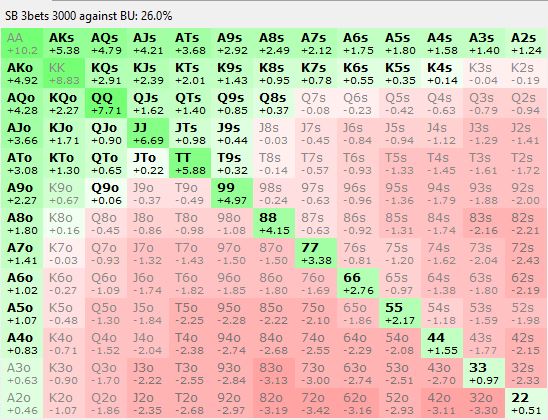 SB 3bets 3000 against BU: 26.0%
AA AKs AQs AJs ATs A9s A8s A7s A6s A5s A4s A3s A2s
+10.2 +5.38 +4.79 +4.21 +3.68 +2.92 +2.49 +2.12 +1.75 +1.80 +1.58 +1.40 +1.24
AKo KK KQs KJs KTs K9s K8s K7s K6s K5s K4s K3s K2s
+4.92 +8.83 +2.91 +2.39 +2.01 +1.43 +0.95 +0.78 +0.55 +0.35 +0.14 -0.04 -0.19
AQo KQo QQ QJs QTs Q9s Q8s Q7s Q6s Q5s Q4s Q3s Q2s
+4.28 +2.27 +7.71 +1.62 +1.40 +0.85 +0.37 -0.08 -0.23 -0.42 -0.63 -0.79 -0.94
AJo KJo QJo JJ JTs J9s J8s J7s J6s J5s J4s J3s J2s
+3.66 +1.71 +0.90 +6.69 +0.98 +0.44 -0.03 -0.45 -0.84 -0.94 -1.12 -1.29 -1.41
ATo KTo QTo JTo TT T9s T8s T7s T6s T5s T4s T3s T2s
+3.08 +1.30 +0.65 +0.22 +5.88 +0.32 -0.14 -0.57 -0.93 -1.33 -1.45 -1.61 -1.72
A9o K9o Q9o J9o T9o 99 98s 97s 96s 95s 94s 93s 92s
+2.27 +0.67 +0.06 -0.37 -0.49 +4.97 -0.24 -0.63 -0.96 -1.36 -1.79 -1.88 -2.00
A8o K8o Q8o J8o T8o 98o 88 87s 86s 85s 84s 83s 82s
+1.80 +0.16 -0.45 -0.86 -0.98 -1.08 +4.15 -0.63 -0.92 -1.31 -1.74 -2.16 -2.21
A7o K7o Q7o J7o T7o 97o 87o 77 76s 75s 74s 73s 72s
+1.41 -0.03 -0.93 -1.32 -1.43 -1.50 -1.50 +3.38 -0.81 -1.20 -1.62 -2.04 -2.43
A6o K6o Q6o J6o T6o 96o 86o 76o 66 65s 64s 63s 62s
+1.02 -0.27 -1.09 -1.74 -1.82 -1.85 -1.80 -1.69 +2.76 -0.97 -1.38 -1.80 -2.19
A5o K5o Q5o J5o T5o 95o 85o 75o 65o 55 54s 53s 52s
+1.07 -0.48 -1.30 -1.84 -2.25 -2.28 -2.22 -2.10 -1.86 +2.17 -1.18 -1.59 -1.98
A4o K4o Q4o J4o T4o 94o 84o 74o 64o 54o 44 43s 42s
+0.83 -0.71 -1.52 -2.04 -2.38 -2.74 -2.68 -2.55 -2.29 -2.08 +1.55 -1.77 -2.15
A3o K3o Q3o J3o T3o 93o 83o 73o 63o 53o 43o 33 32s
+0.63 -0.90 -1.70 -2.22 -2.55 -2.84 -3.13 -3.00 -2.74 -2.51 -2.70 +0.97 -2.33
A2o K2o Q2o J2o T2o 92o 82o 72o 62o 52o 42o 32o 22
+0.46 -1.07 -1.86 -2.35 -2.68 -2.97 -3.19 -3.42 -3.16 -2.93 -3.11 -3.30 +0.51